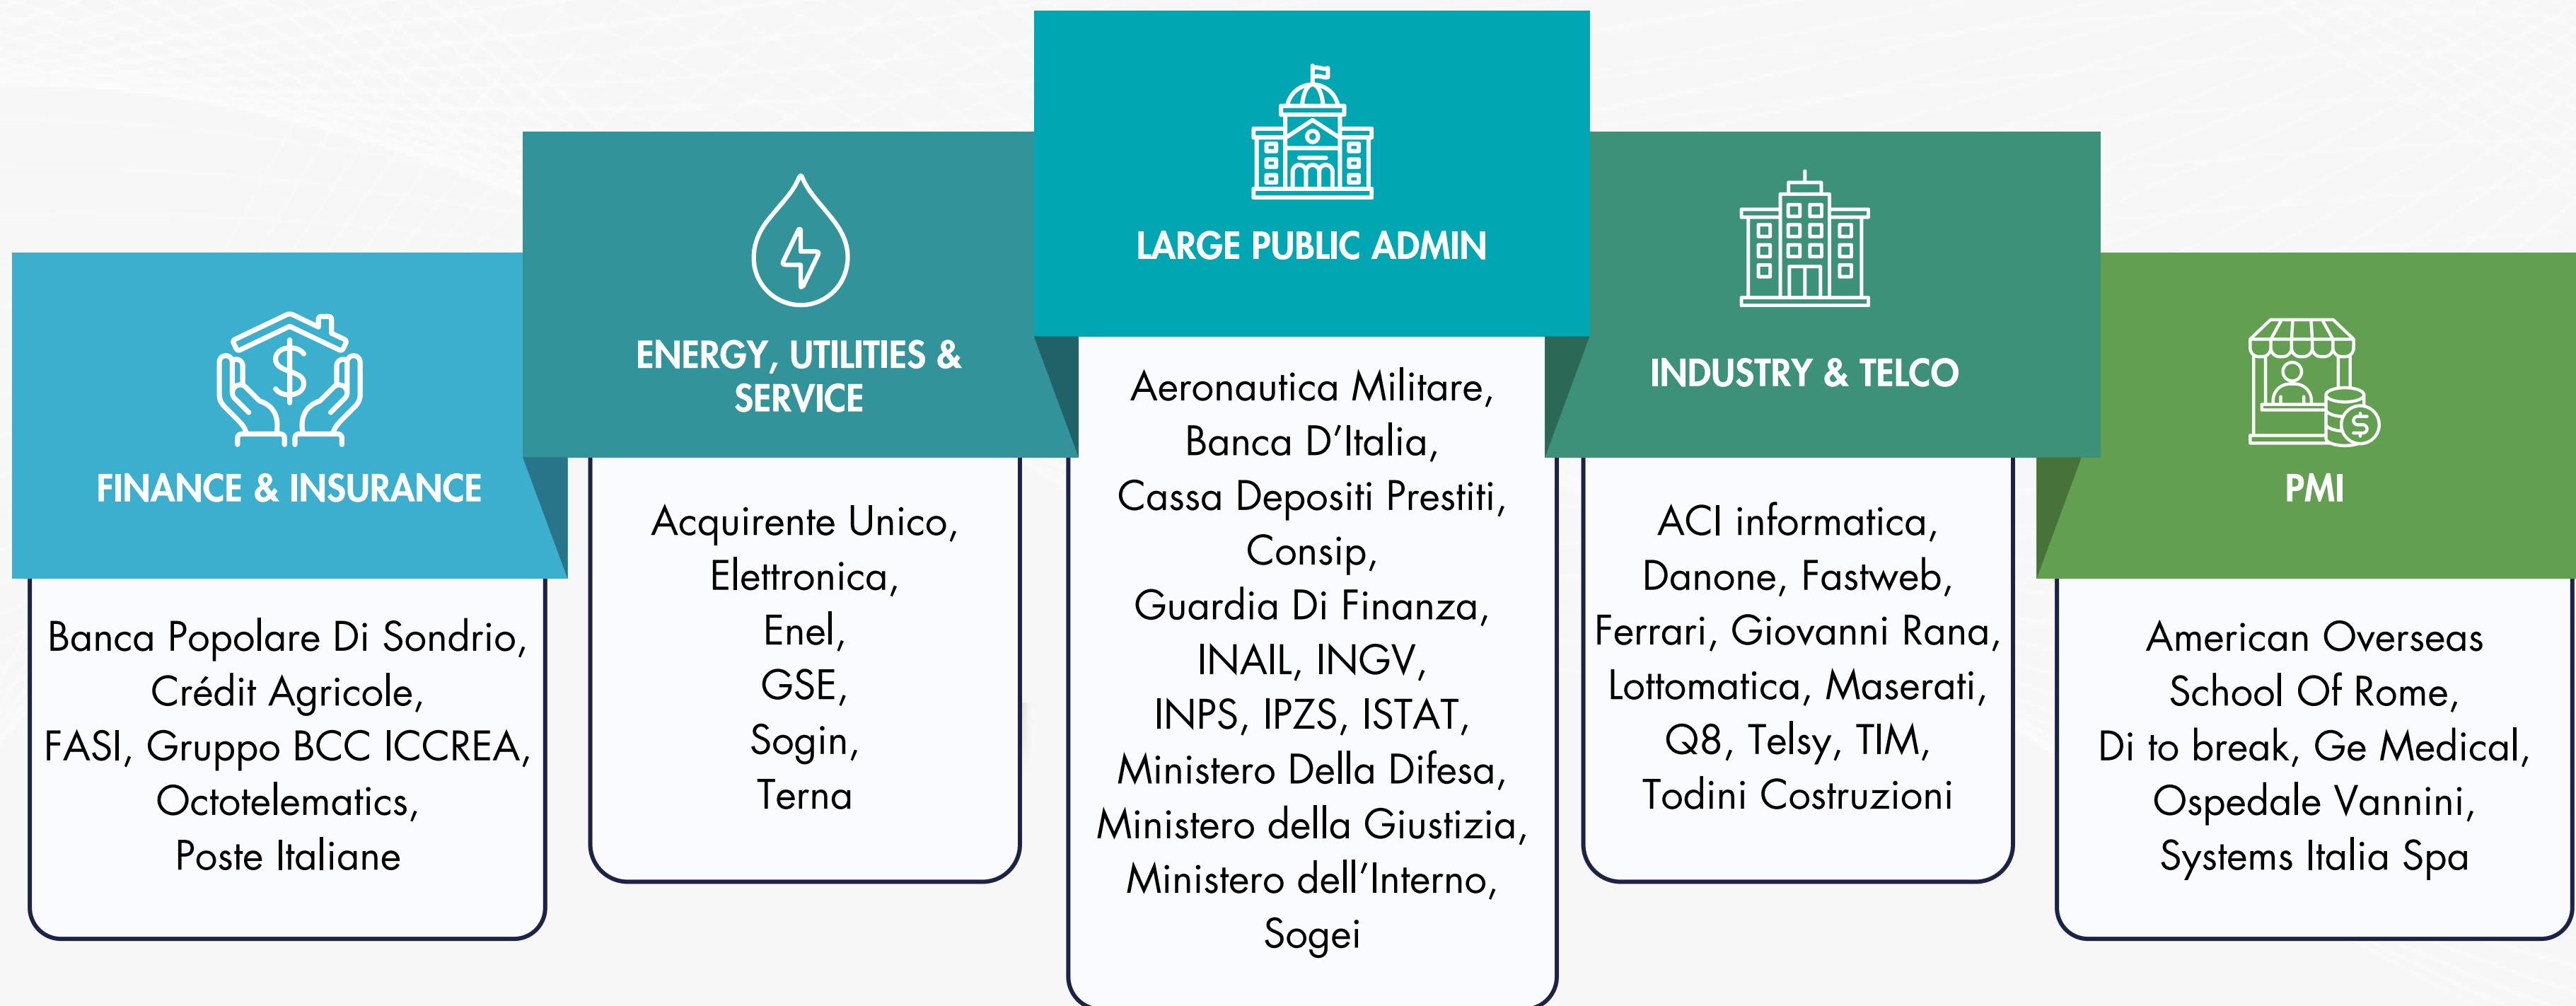 FINANCE & INSURANCE
Banca Popolare Di Sondrio,
Crédit Agricole,
FASI, Gruppo BCC ICCREA,
Octotelematics,
Poste Italiane
ENERGY, UTILITIES &
SERVICE
Acquirente Unico,
Elettronica,
Enel,
GSE,
Sogin,
Terna
LARGE PUBLIC ADMIN
Aeronautica Militare,
Banca D’Italia,
Cassa Depositi Prestiti,
Consip,
Guardia Di Finanza,
INAIL, INGV,
INPS, IPZS, ISTAT,
Ministero Della Difesa,
Ministero della Giustizia,
Ministero dell’Interno,
Sogei
INDUSTRY & TELCO
ACI informatica,
Danone, Fastweb,
Ferrari, Giovanni Rana,
Lottomatica, Maserati,
Q8, Telsy, TIM,
Todini Costruzioni
PMI
American Overseas
School Of Rome,
Di to break, Ge Medical,
Ospedale Vannini,
Systems Italia Spa